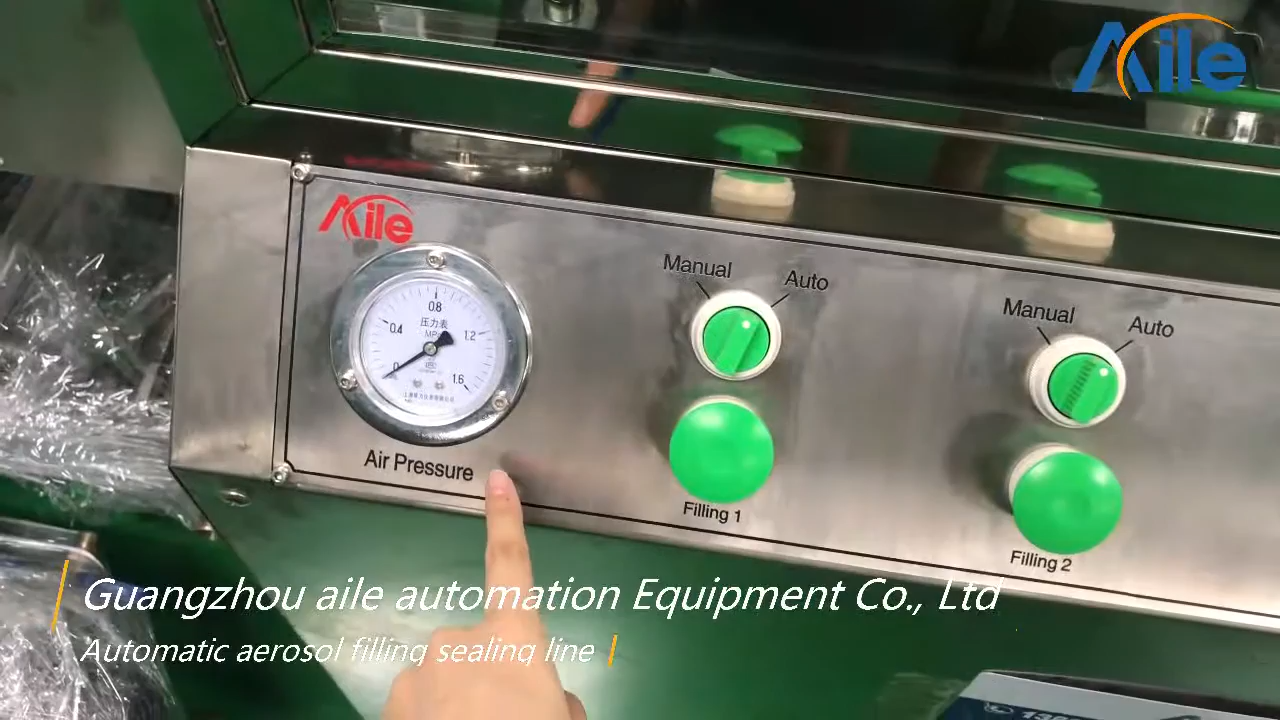 Aile
Aile
0.8
压力表
MPa
0.4
1.2
0
1.6
Air Pressure
Manual
Auto
Filling 1
Manual
Auto
Filling 2
Guangzhou aile automation Equipment Co., Ltd
Automatic aerosol filling sealing line